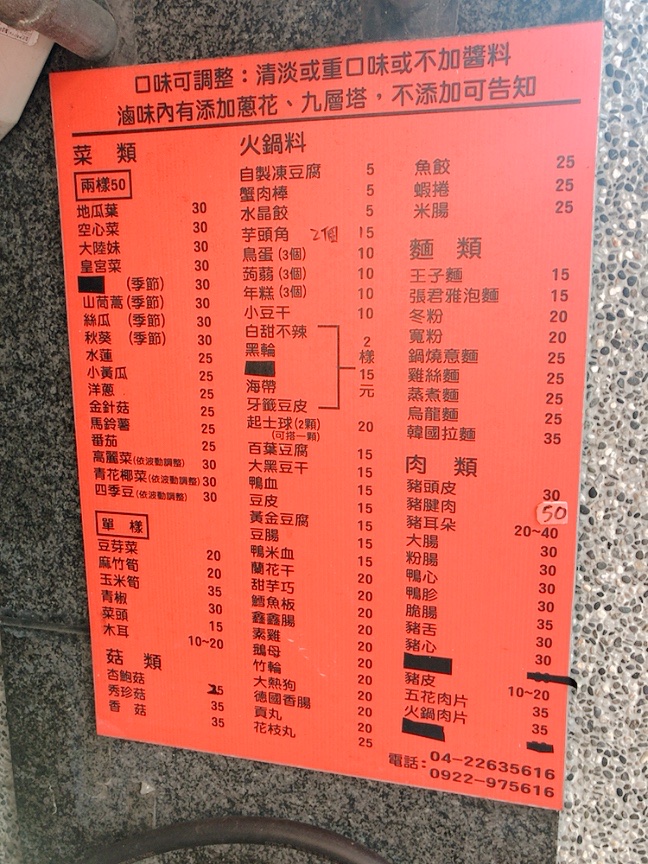 口味可調整：清淡或重口味或不加醬料
滷味內有添加蔥花、九層塔，不添加可告知
菜類
兩樣50
地瓜葉 30
空心菜 30
大陸妹 30
皇宮菜 30
(季節) 30
山茼蒿 (季節) 30
絲瓜 (季節) 30
秋葵 (季節) 30
水蓮 25
小黃瓜 25
洋蔥 25
金針菇 25
馬鈴薯 25
番茄 25
高麗菜(依波動調整) 30
青花椰菜(依波動調整) 30
四季豆(依波動調整) 30
單樣
豆芽菜 20
麻竹筍 20
玉米筍 35
青椒 30
菜頭 15
木耳 10~20
菇類
杏鮑菇
秀珍菇 35
香菇 35
火鍋料
自製凍豆腐 5
蟹肉棒 5
水晶餃 5
芋頭角 2個 15
鳥蛋(3個) 10
蒟蒻(3個) 10
年糕(3個) 10
小豆干 10
白甜不辣
黑輪
海帶
牙籤豆皮
2樣15元
起士球(2顆) 20
(可搭一顆)
百葉豆腐 15
大黑豆干 15
鴨血 15
豆皮 15
黃金豆腐 15
豆腸 15
鴨米血 15
蘭花干 20
甜芋巧 20
鱈魚板 20
鑫鑫腸 20
素雞 20
鵝母 20
竹輪 20
大熱狗 20
德國香腸 20
貢丸 20
花枝丸 25
魚餃 25
蝦捲 25
米腸 25
麵類
王子麵 15
張君雅泡麵 15
冬粉 20
寬粉 20
鍋燒意麵 25
雞絲麵 25
蒸煮麵 25
烏龍麵 25
韓國拉麵 35
肉類
豬頭皮 30
豬腱肉 50
豬耳朵 20~40
大腸 30
粉腸 30
鴨心 30
鴨胗 30
脆腸 35
豬舌 30
豬心 30
豬皮 10~20
五花肉片 35
火鍋肉片 35
電話：04-22635616
0922-975616